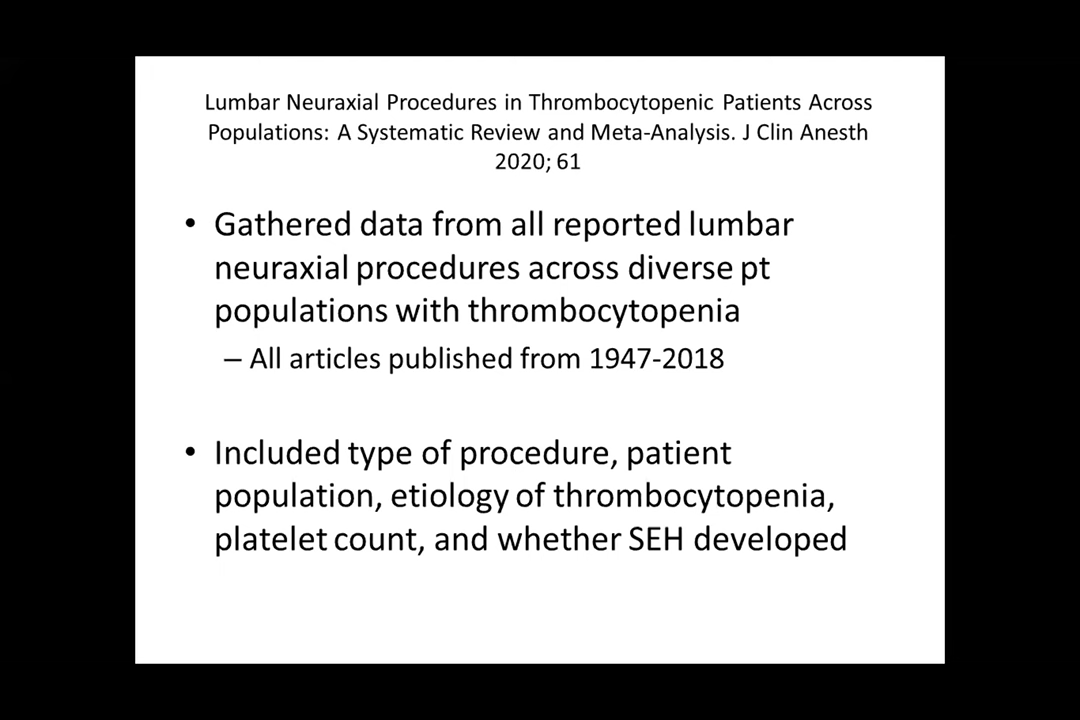 Lumbar Neuraxial Procedures in Thrombocytopenic Patients Across
Populations: A Systematic Review and Meta-Analysis. J Clin Anesth
2020; 61
• Gathered data from all reported lumbar
neuraxial procedures across diverse pt
populations with thrombocytopenia
– All articles published from 1947-2018
• Included type of procedure, patient
population, etiology of thrombocytopenia,
platelet count, and whether SEH developed